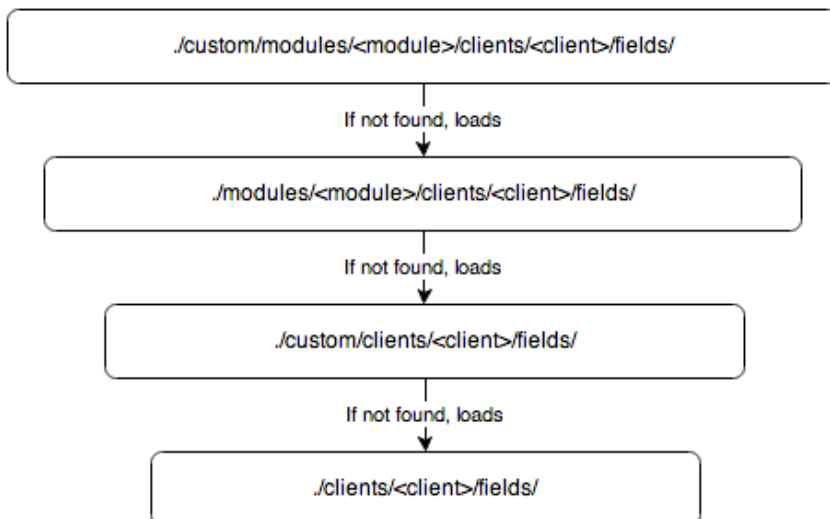 ./custom/modules/<module>/clients/<client>/fields/
If not found, loads
./modules/<module>/clients/<client>/fields/
If not found, loads
./custom/clients/<client>/fields/
If not found, loads
./clients/<client>/fields/